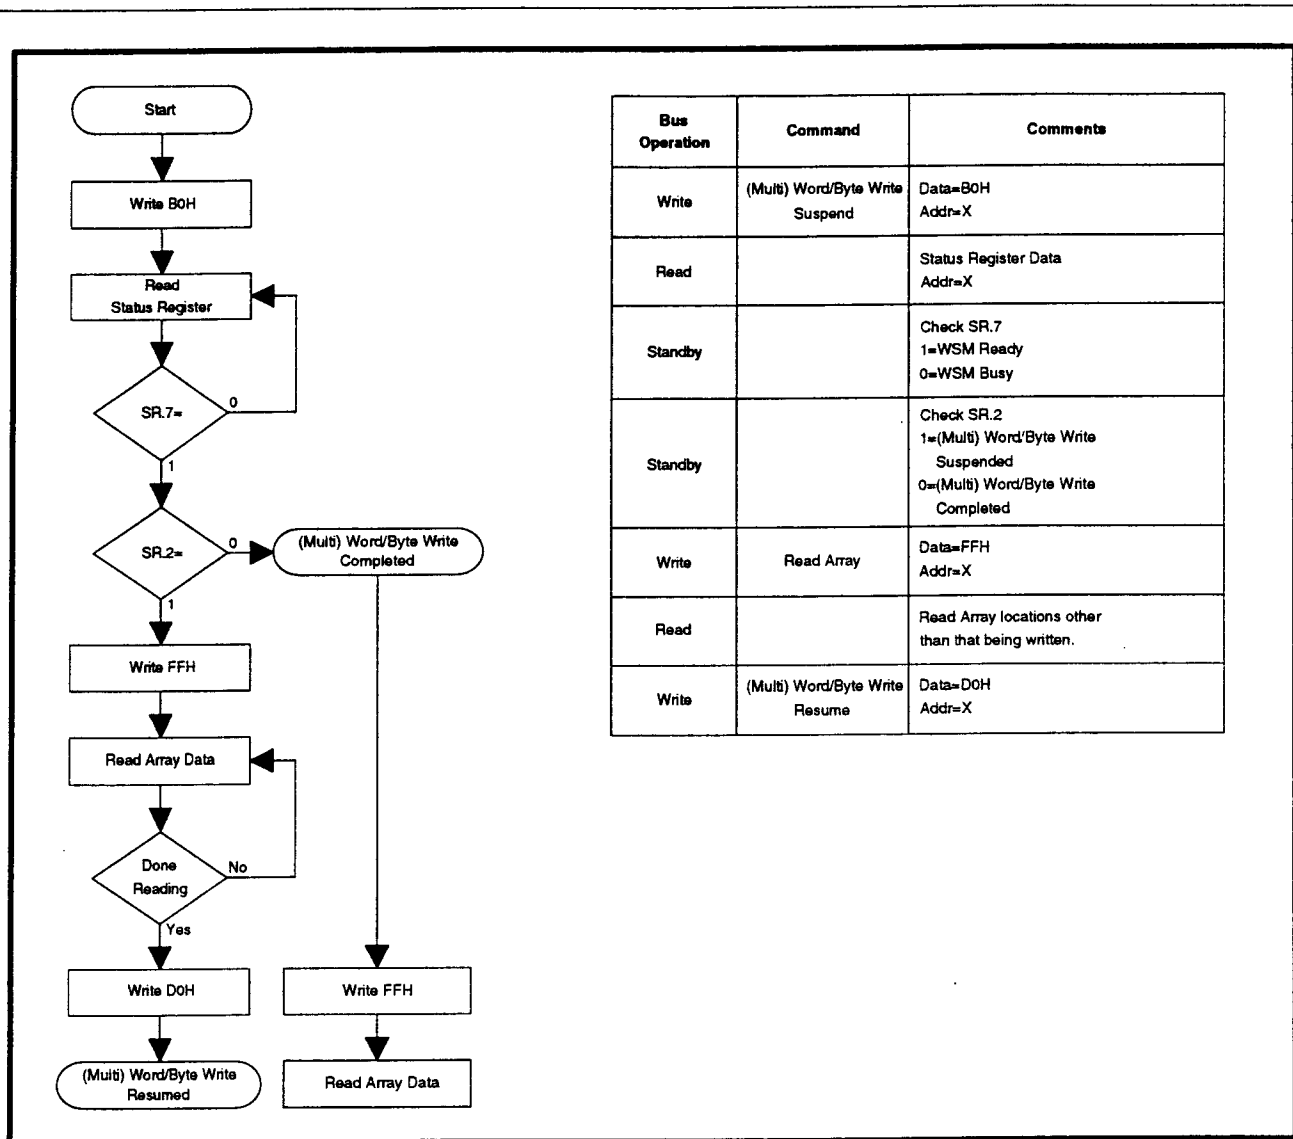 Start
Write B0H
Read
Status Register
SR.7=
0
1
SR.2=
0
(Multi) Word/Byte Write
Completed
1
Write FFH
Read Array Data
Done
Reading
No
Yes
Write D0H
Write FFH
(Multi) Word/Byte Write
Resumed
Read Array Data
Bus
Operation
Command
Comments
Write
(Multi) Word/Byte Write
Suspend
Data=B0H
Addr=X
Read
Status Register Data
Addr=X
Standby
Check SR.7
1=WSM Ready
0=WSM Busy
Standby
Check SR.2
1=(Multi) Word/Byte Write
Suspended
0=(Multi) Word/Byte Write
Completed
Write
Read Array
Data=FFH
Addr=X
Read
Read Array locations other
than that being written.
Write
(Multi) Word/Byte Write
Resume
Data=D0H
Addr=X